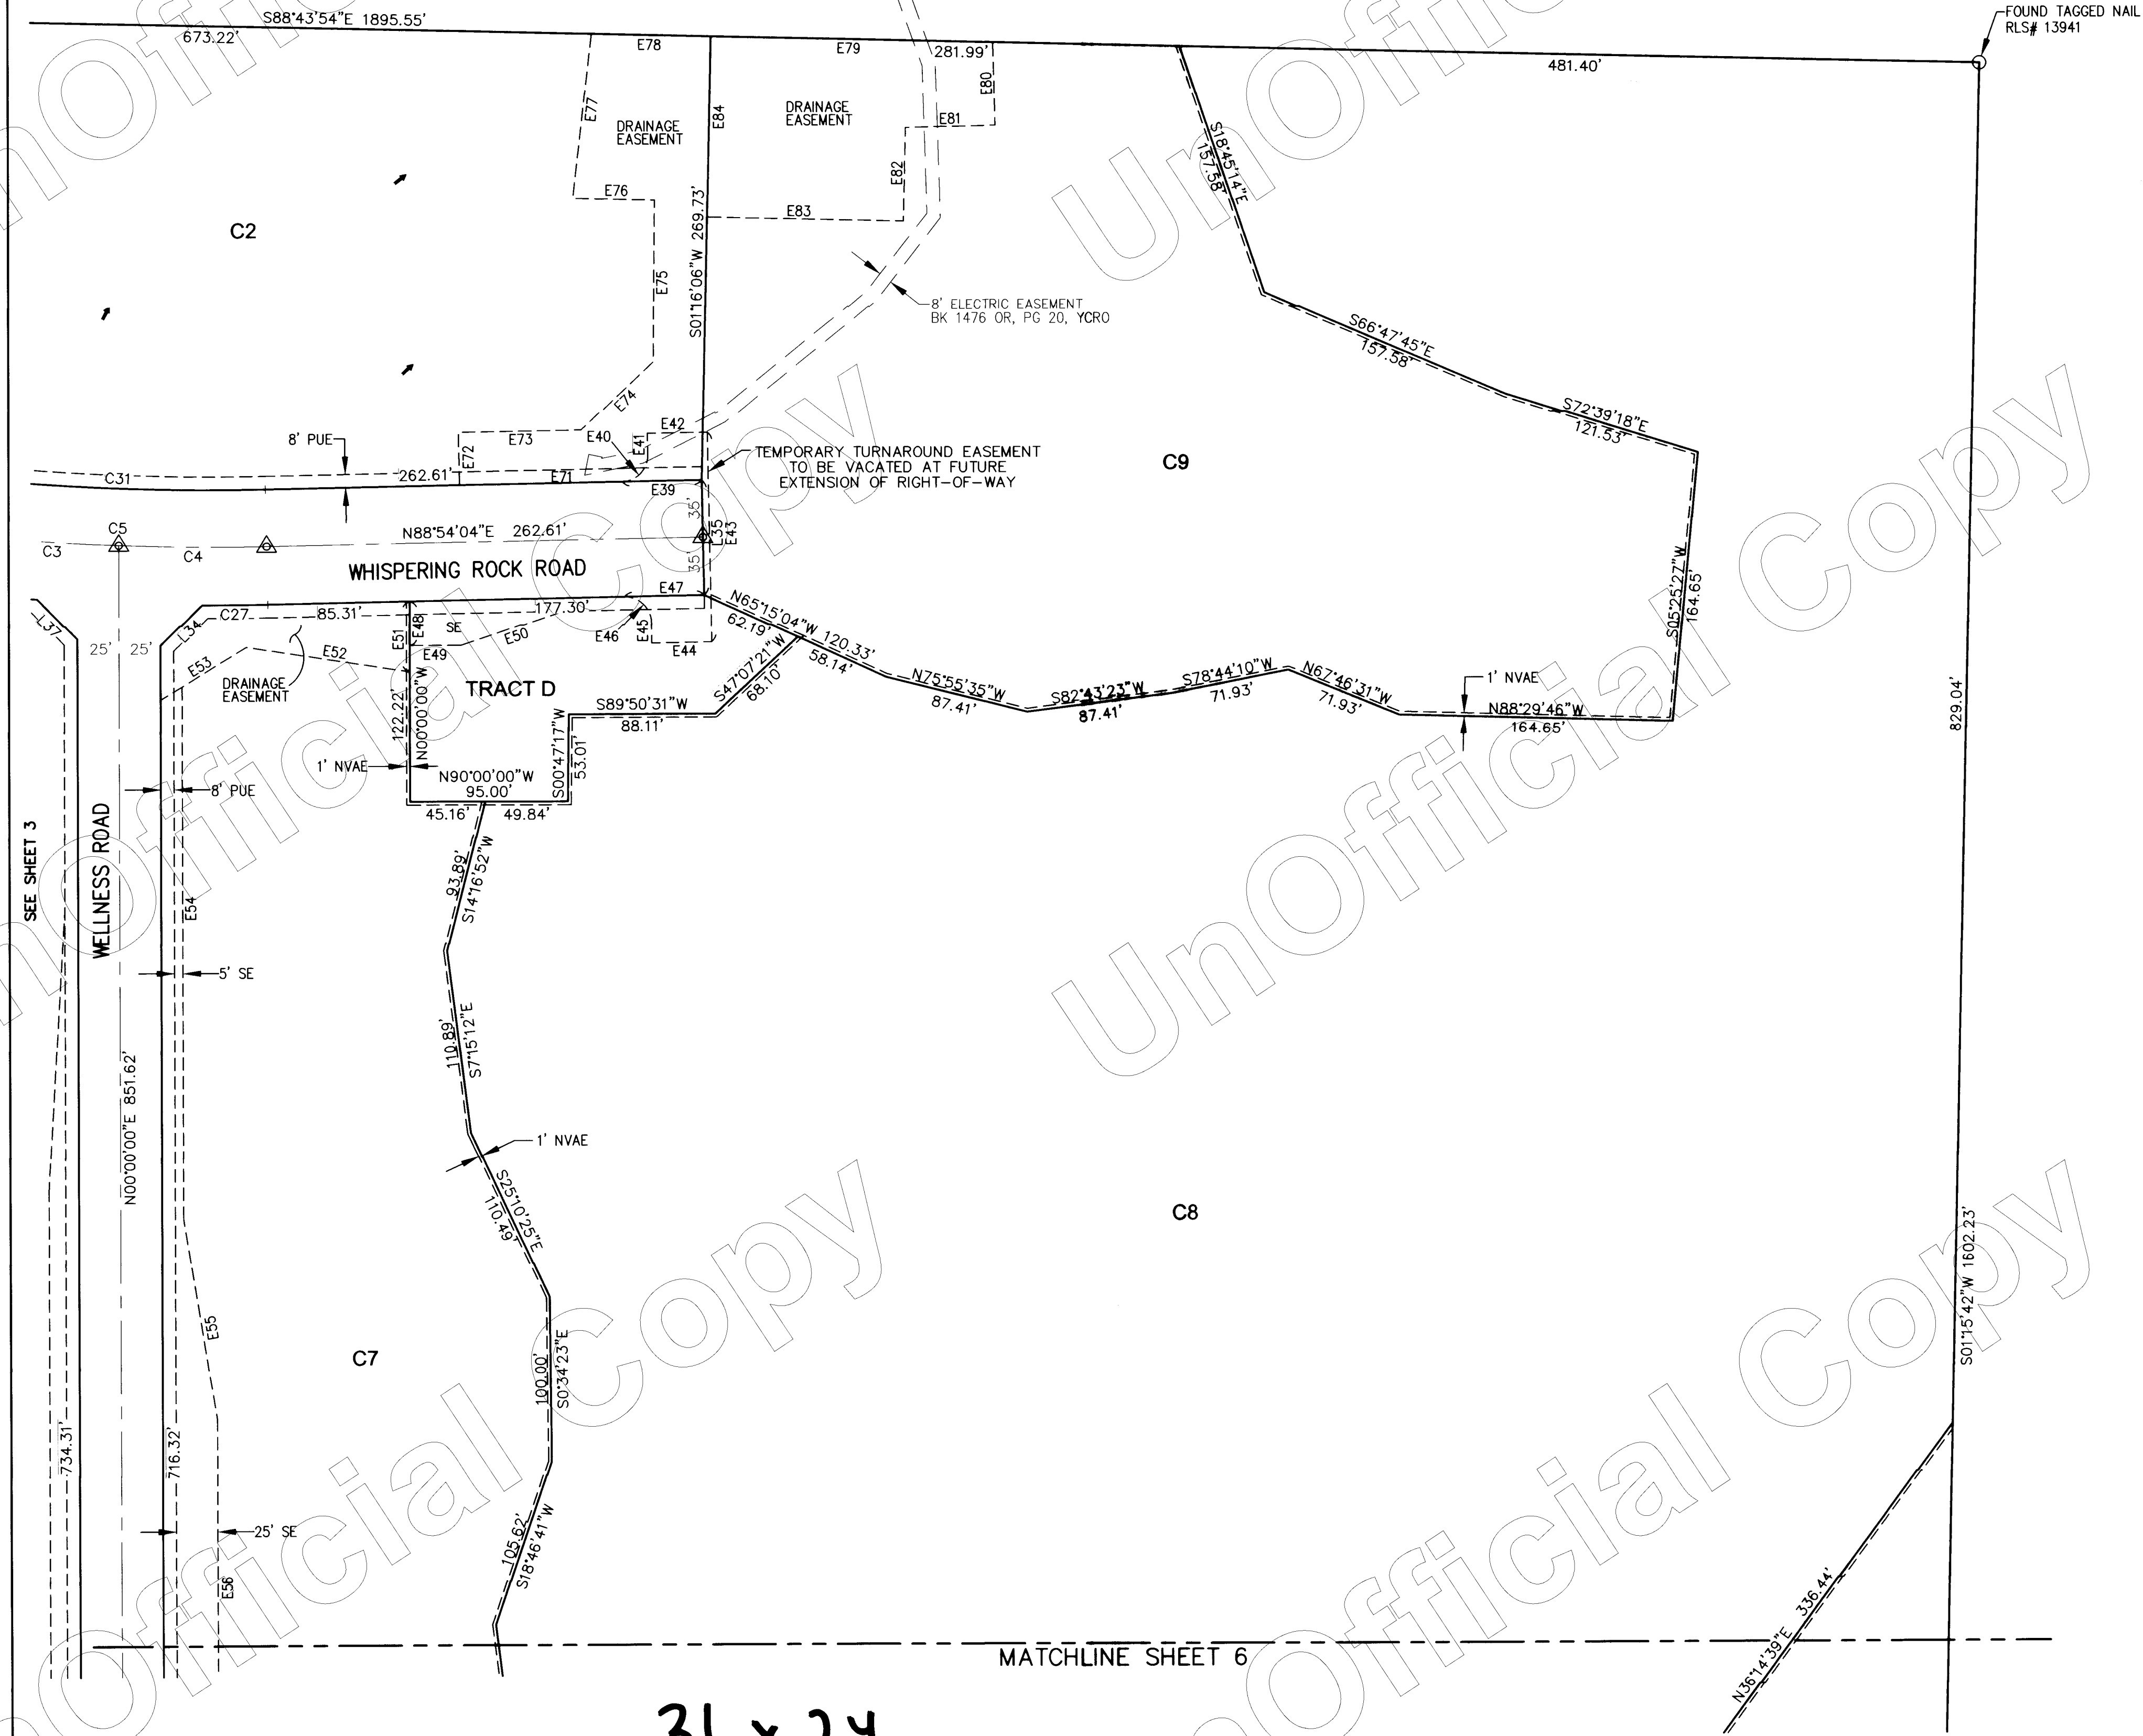 S88°43'54"E 1895.55'
673.22'
E78
E79
281.99'
481.40'
FOUND TAGGED NAIL
RLS# 13941
E77
DRAINAGE
EASEMENT
E84
DRAINAGE
EASEMENT
E80
E81
E82
E76
E83
S18°45'14"E
157.58'
C2
E75
S01°16'06"W 269.73'
8' ELECTRIC EASEMENT
BK 1476 OR, PG 20, YCRO
S66°47'45"E
157.58'
E74
S72°39'18"E
121.53'
8' PUE
E72
E73
E40
E41
E42
TEMPORARY TURNAROUND EASEMENT
TO BE VACATED AT FUTURE
EXTENSION OF RIGHT-OF-WAY
C9
C31
262.61'
E71
E39
35'
C5
C3
C4
N88°54'04"E 262.61'
L35
E43
35'
WHISPERING ROCK ROAD
S05°25'27"W
164.65'
E47
L37
25'
25'
L34
C27
85.31'
177.30'
E51
E48
SE
E50
E46
E45
E44
E49
N65°15'04"W 120.33'
62.19'
58.14'
E53
E52
DRAINAGE
EASEMENT
TRACT D
S47°07'21"W
68.10'
N75°55'35"W
87.41'
S82°43'23"W
87.41'
S78°44'10"W
71.93'
N67°46'31"W
71.93'
1' NVAE
N88°29'46"W
164.65'
829.04'
S89°50'31"W
88.11'
122.22'
N00°00'00"W
S00°47'17"W
53.01'
1' NVAE
N90°00'00"W
95.00'
45.16'
49.84'
8' PUE
SEE SHEET 3
WELLNESS ROAD
E54
93.89'
S14°16'52"W
5' SE
110.89'
S7°15'12"E
N00°00'00"E 851.62'
1' NVAE
S25°10'25"E
110.49'
C8
S01°15'42"W 1602.23'
E55
C7
100.00'
S0°34'23"E
734.31'
716.32'
25' SE
E56
105.62'
S18°46'41"W
N36°14'39"E 336.44'
MATCHLINE SHEET 6
31 x 24
UnOfficial Copy
UnOfficial Copy
UnOfficial Copy
UnOfficial Copy